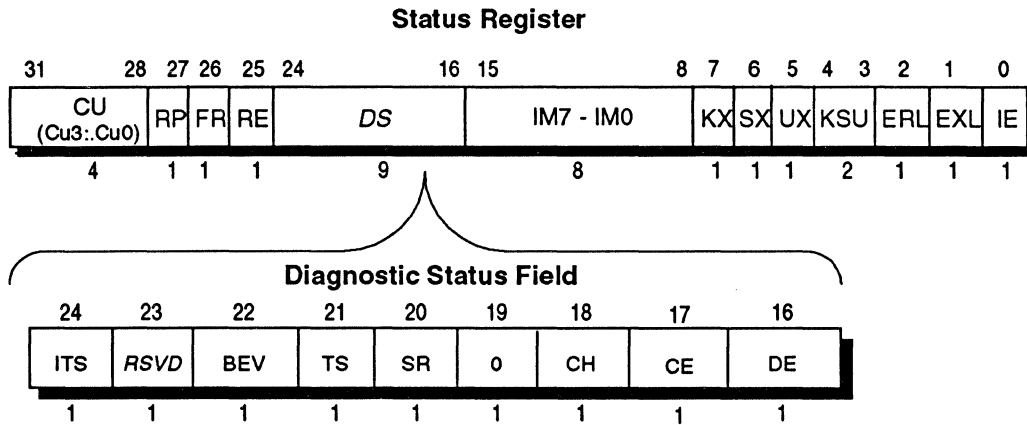 Status Register
31 28 27 26 25 24 16 15 8 7 6 5 4 3 2 1 0
CU RP FR RE DS IM7 - IM0 KX SX UX KSU ERL EXL IE
(Cu3:.Cu0)
4 1 1 1 9 8 1 1 1 2 1 1 1
Diagnostic Status Field
24 23 22 21 20 19 18 17 16
ITS RSVD BEV TS SR 0 CH CE DE
1 1 1 1 1 1 1 1 1